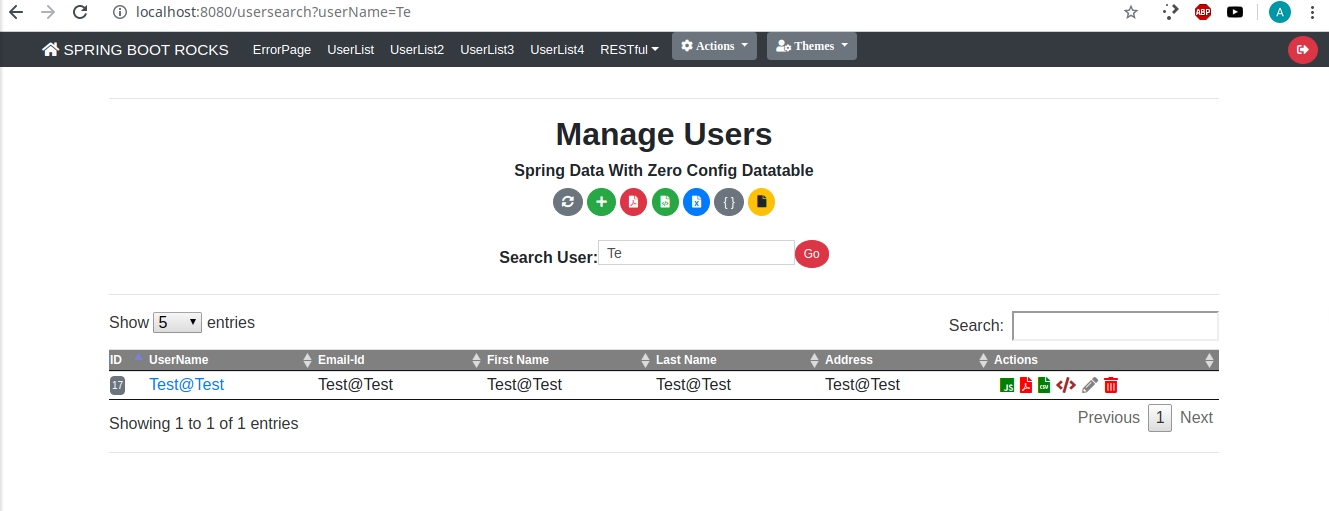 localhost:8080/usersearch?userName=Te ABP A
SPRING BOOT ROCKS ErrorPage UserList UserList2 UserList3 UserList4 RESTful Actions Themes
Manage Users
Spring Data With Zero Config Datatable
{ }
Search User: Te Go
Show 5 entries Search:
ID UserName Email-Id First Name Last Name Address Actions
17 Test@Test Test@Test Test@Test Test@Test Test@Test JS CSV
Showing 1 to 1 of 1 entries Previous 1 Next